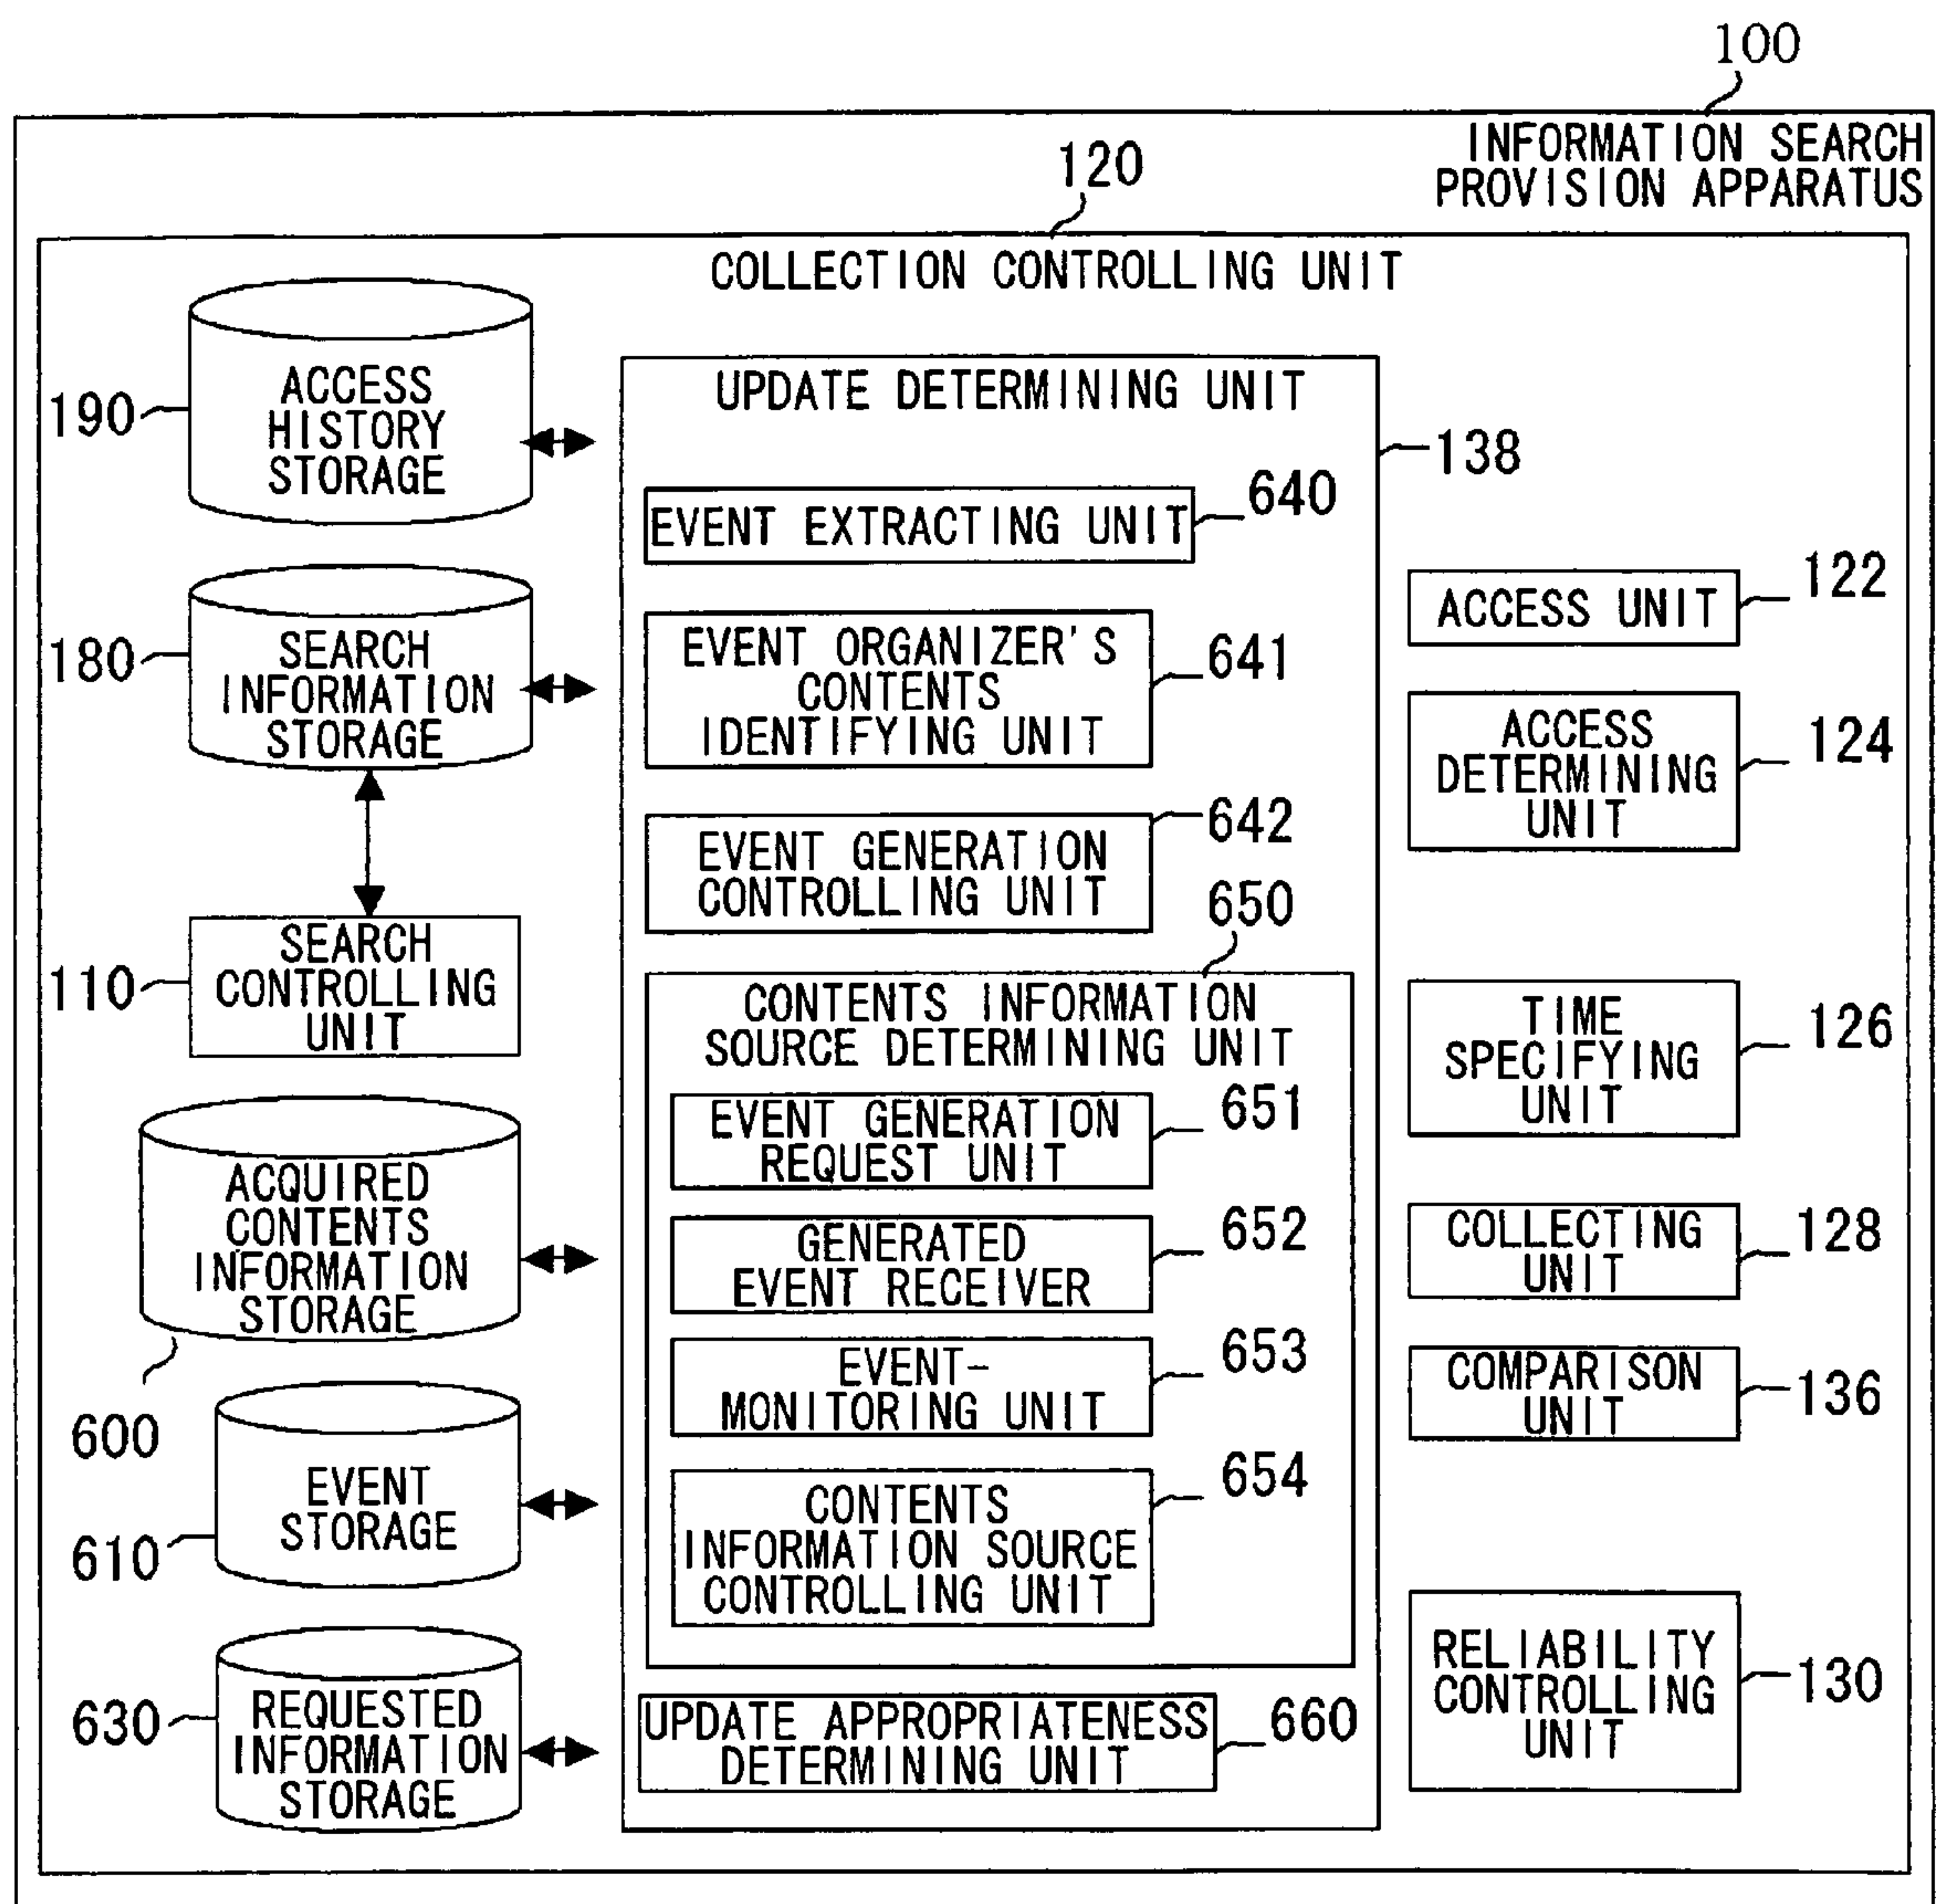 100
INFORMATION SEARCH
PROVISION APPARATUS
120
COLLECTION CONTROLLING UNIT
190
ACCESS
HISTORY
STORAGE
180
SEARCH
INFORMATION
STORAGE
110
SEARCH
CONTROLLING
UNIT
ACQUIRED
CONTENTS
INFORMATION
STORAGE
600
EVENT
STORAGE
610
630
REQUESTED
INFORMATION
STORAGE
UPDATE DETERMINING UNIT
138
EVENT EXTRACTING UNIT
640
EVENT ORGANIZER'S
CONTENTS
IDENTIFYING UNIT
641
EVENT GENERATION
CONTROLLING UNIT
642
650
CONTENTS INFORMATION
SOURCE DETERMINING UNIT
EVENT GENERATION
REQUEST UNIT
651
GENERATED
EVENT RECEIVER
652
EVENT-
MONITORING UNIT
653
CONTENTS
INFORMATION SOURCE
CONTROLLING UNIT
654
UPDATE APPROPRIATENESS
DETERMINING UNIT
660
ACCESS UNIT
122
ACCESS
DETERMINING
UNIT
124
TIME
SPECIFYING
UNIT
126
COLLECTING
UNIT
128
COMPARISON
UNIT
136
RELIABILITY
CONTROLLING
UNIT
130